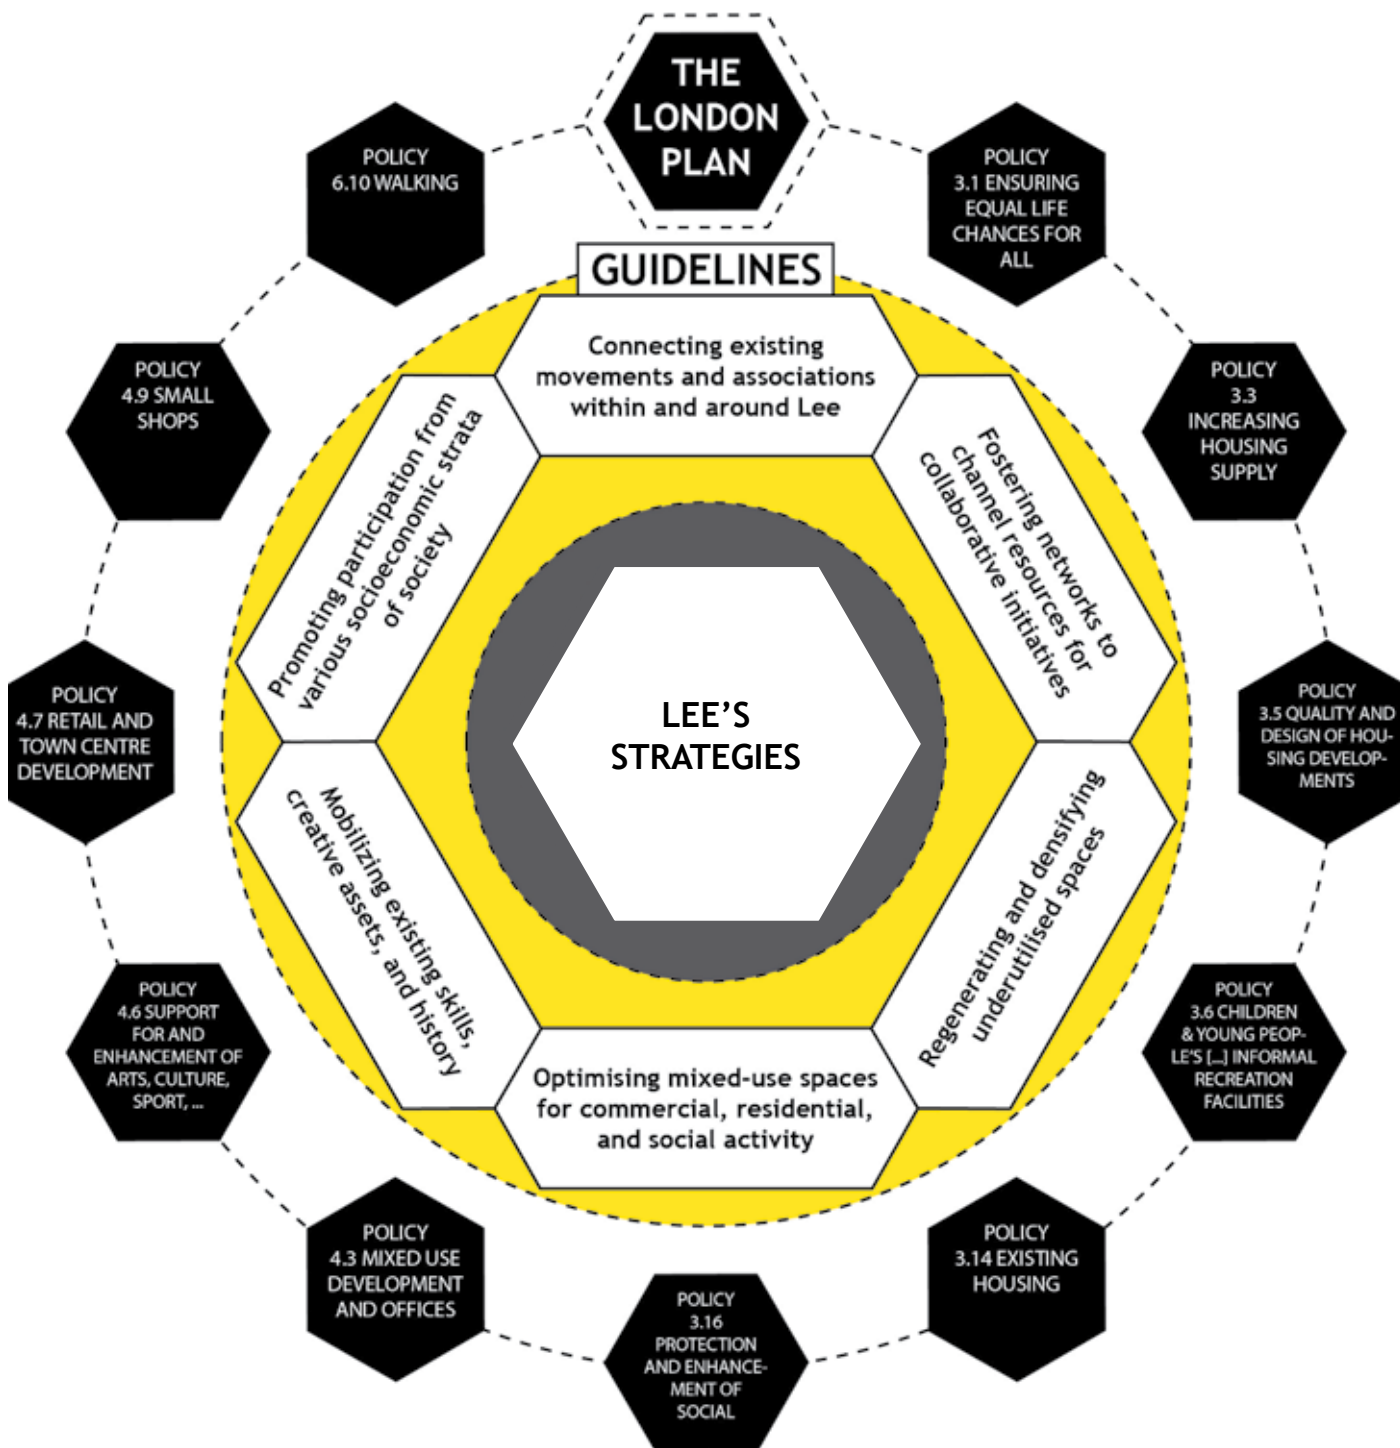 THE
LONDON
PLAN
POLICY
3.1 ENSURING
EQUAL LIFE
CHANCES FOR
ALL
POLICY
3.3
INCREASING
HOUSING
SUPPLY
POLICY
3.5 QUALITY AND
DESIGN OF HOU-
SING DEVELOP-
MENTS
POLICY
3.6 CHILDREN
& YOUNG PEOP-
LE'S [...] INFORMAL
RECREATION
FACILITIES
POLICY
3.14 EXISTING
HOUSING
POLICY
3.16
PROTECTION
AND ENHANCE-
MENT OF
SOCIAL
POLICY
4.3 MIXED USE
DEVELOPMENT
AND OFFICES
POLICY
4.6 SUPPORT
FOR AND
ENHANCEMENT OF
ARTS, CULTURE,
SPORT, ...
POLICY
4.7 RETAIL AND
TOWN CENTRE
DEVELOPMENT
POLICY
4.9 SMALL
SHOPS
POLICY
6.10 WALKING
GUIDELINES
Connecting existing
movements and associations
within and around Lee
Fostering networks to
channel resources for
collaborative initiatives
Regenerating and densifying
underutilised spaces
Optimising mixed-use spaces
for commercial, residential,
and social activity
Mobilizing existing skills,
creative assets, and history
Promoting participation from
various socioeconomic strata
of society
LEE’S
STRATEGIES